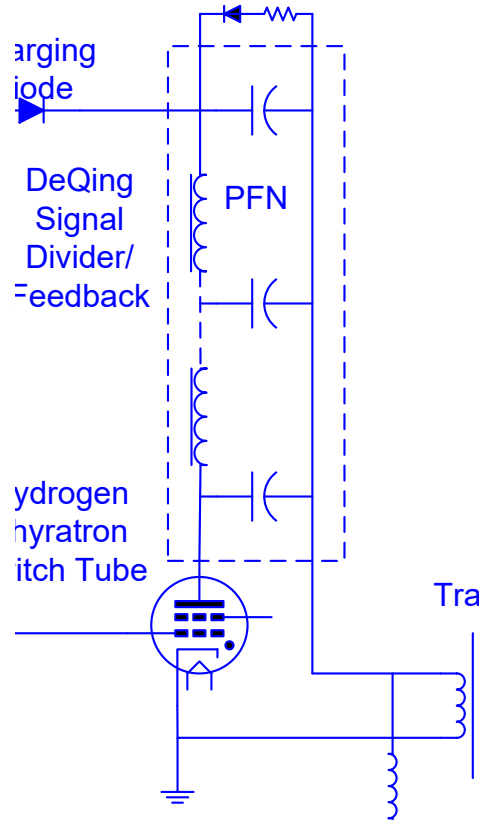 arging
iode
DeQing
Signal
Divider/
Feedback
PFN
ydrogen
hyratron
itch Tube
Tra